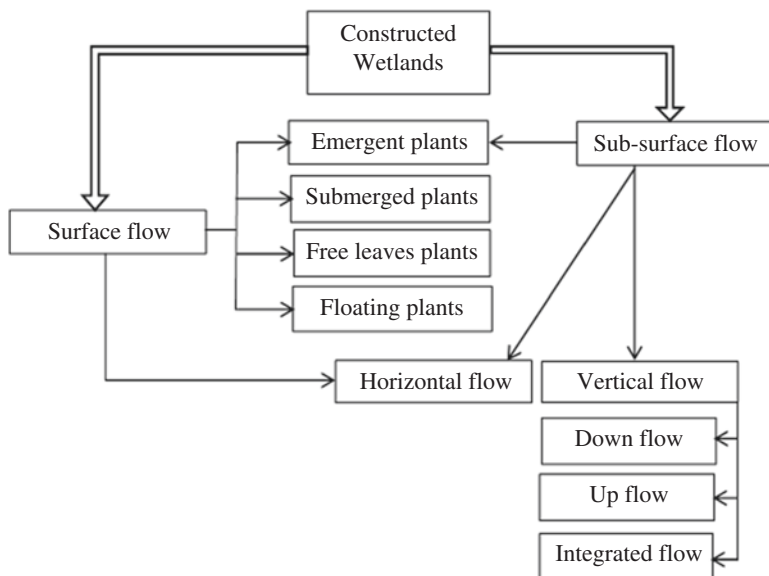 Constructed
Wetlands
Emergent plants
Sub-surface flow
Submerged plants
Surface flow
Free leaves plants
Floating plants
Horizontal flow
Vertical flow
Down flow
Up flow
Integrated flow